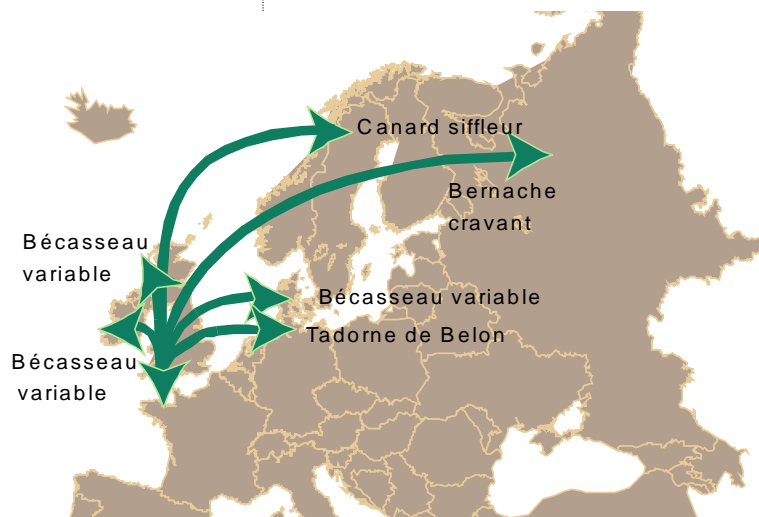 Canard siffleur
Bernache
cravant
Bécasseau
variable
Bécasseau variable
Tadorne de Belon
Bécasseau
variable